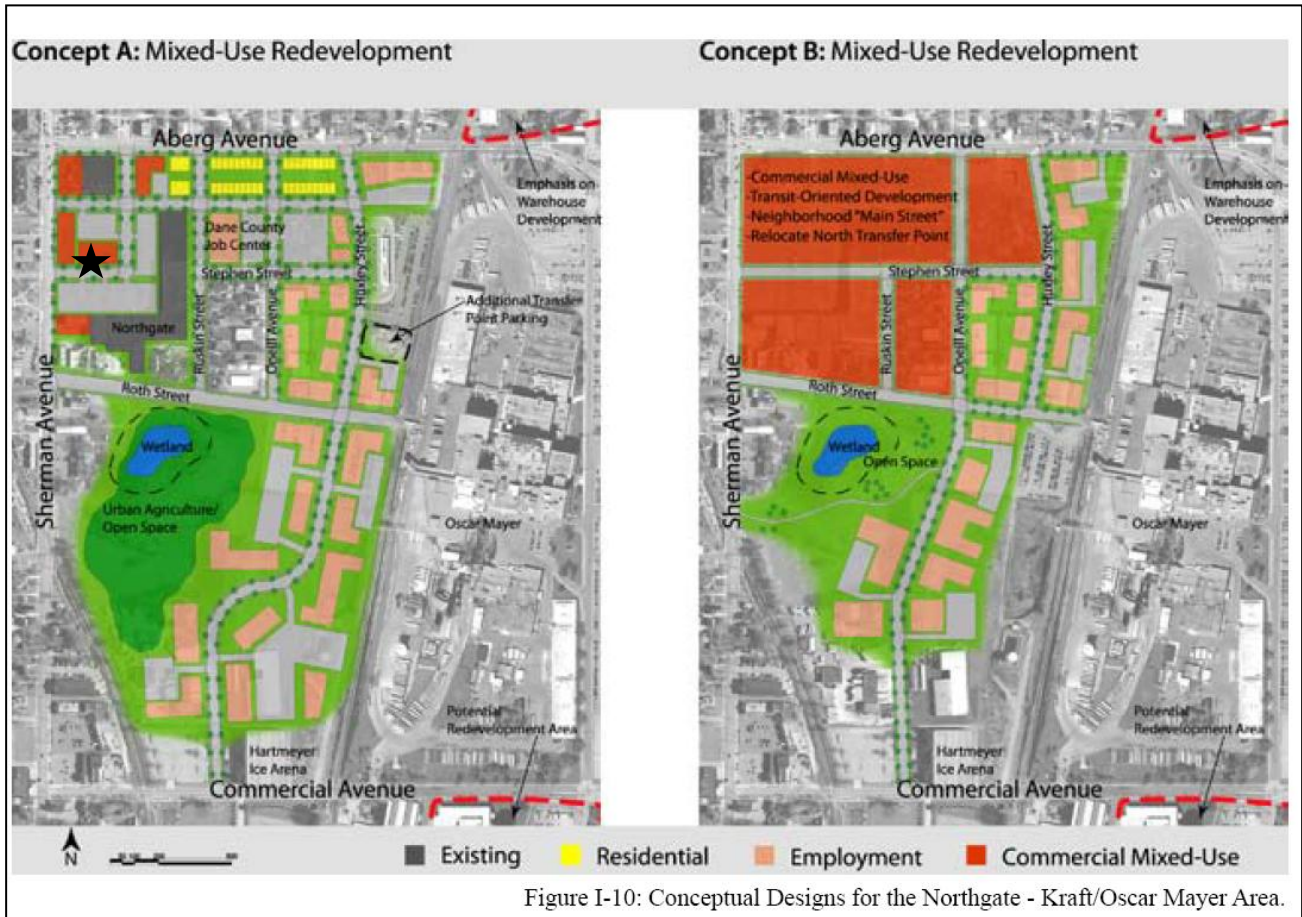 Concept A: Mixed-Use Redevelopment
Aberg Avenue
Emphasis on
Warehouse
Development
Dane County
Job Center
Stephen Street
Huxley Street
Additional Transfer
Point Parking
Northgate
Ruskin Street
Oneill Avenue
Roth Street
Sherman Avenue
Wetland
Urban Agriculture/
Open Space
Oscar Mayer
Potential
Redevelopment Area
Hartmeyer
Ice Arena
Commercial Avenue
Concept B: Mixed-Use Redevelopment
Aberg Avenue
-Commercial Mixed-Use
-Transit-Oriented Development
-Neighborhood "Main Street"
-Relocate North Transfer Point
Emphasis on
Warehouse
Development
Stephen Street
Huxley Street
Ruskin Street
Oneill Avenue
Roth Street
Sherman Avenue
Wetland
Open Space
Oscar Mayer
Potential
Redevelopment Area
Hartmeyer
Ice Arena
Commercial Avenue
N
Existing
Residential
Employment
Commercial Mixed-Use
Figure I-10: Conceptual Designs for the Northgate - Kraft/Oscar Mayer Area.